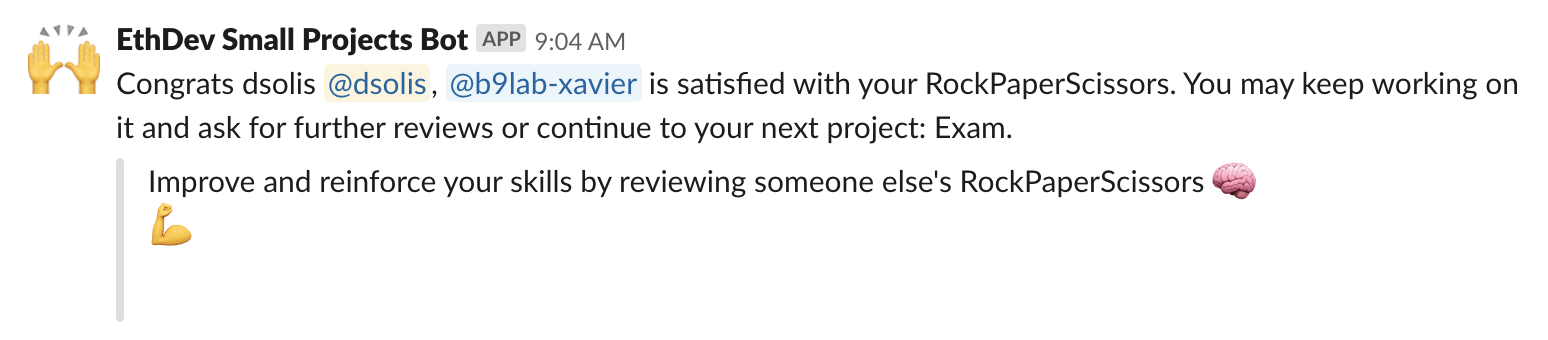 EthDev Small Projects Bot APP 9:04 AM
Congrats dsolis @dsolis, @b9lab-xavier is satisfied with your RockPaperScissors. You may keep working on
it and ask for further reviews or continue to your next project: Exam.
Improve and reinforce your skills by reviewing someone else's RockPaperScissors 🧠
💪